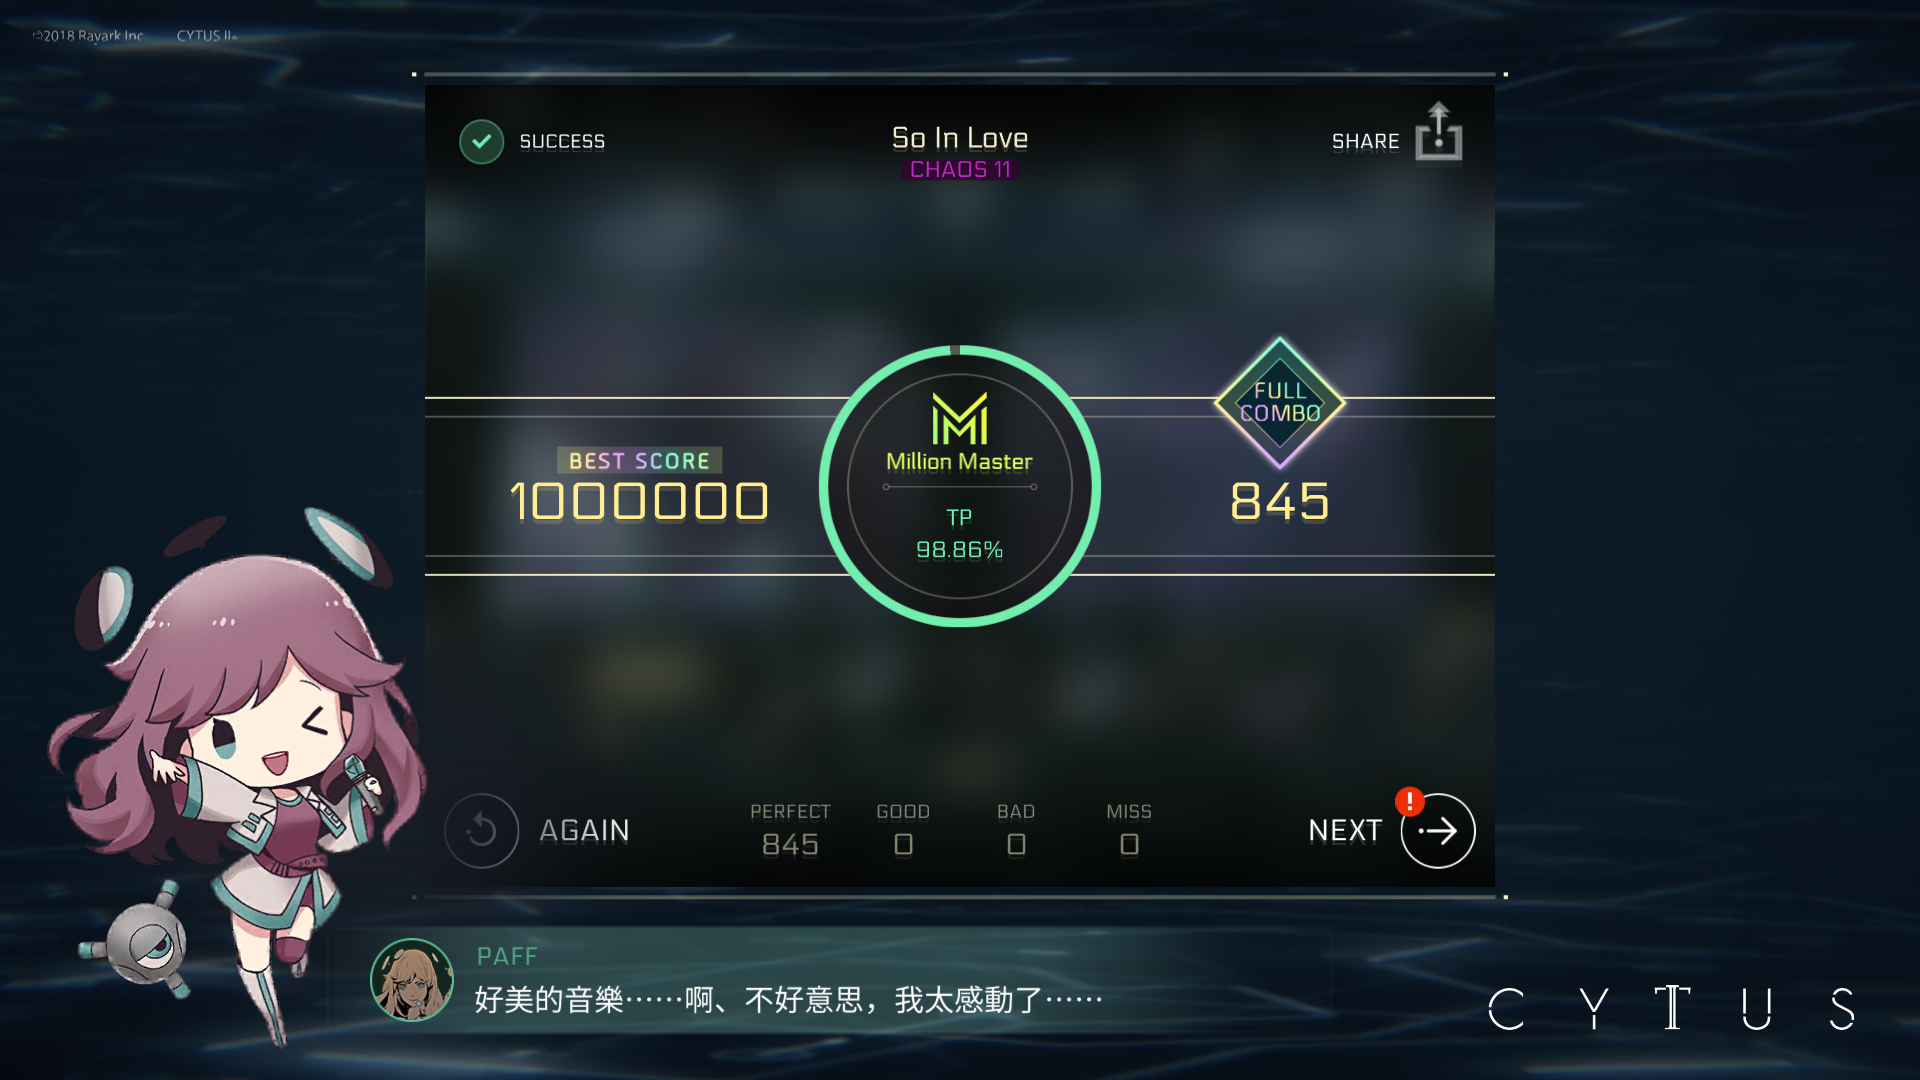 ©2018 Rayark Inc. CYTUS II®
SUCCESS
So In Love
CHAOS 11
SHARE
BEST SCORE
1000000
Million Master
TP
98.86%
FULL
COMBO
845
AGAIN
PERFECT GOOD BAD MISS
845 0 0 0
NEXT
!
PAFF
好美的音樂……啊、不好意思，我太感動了……
CYTUS